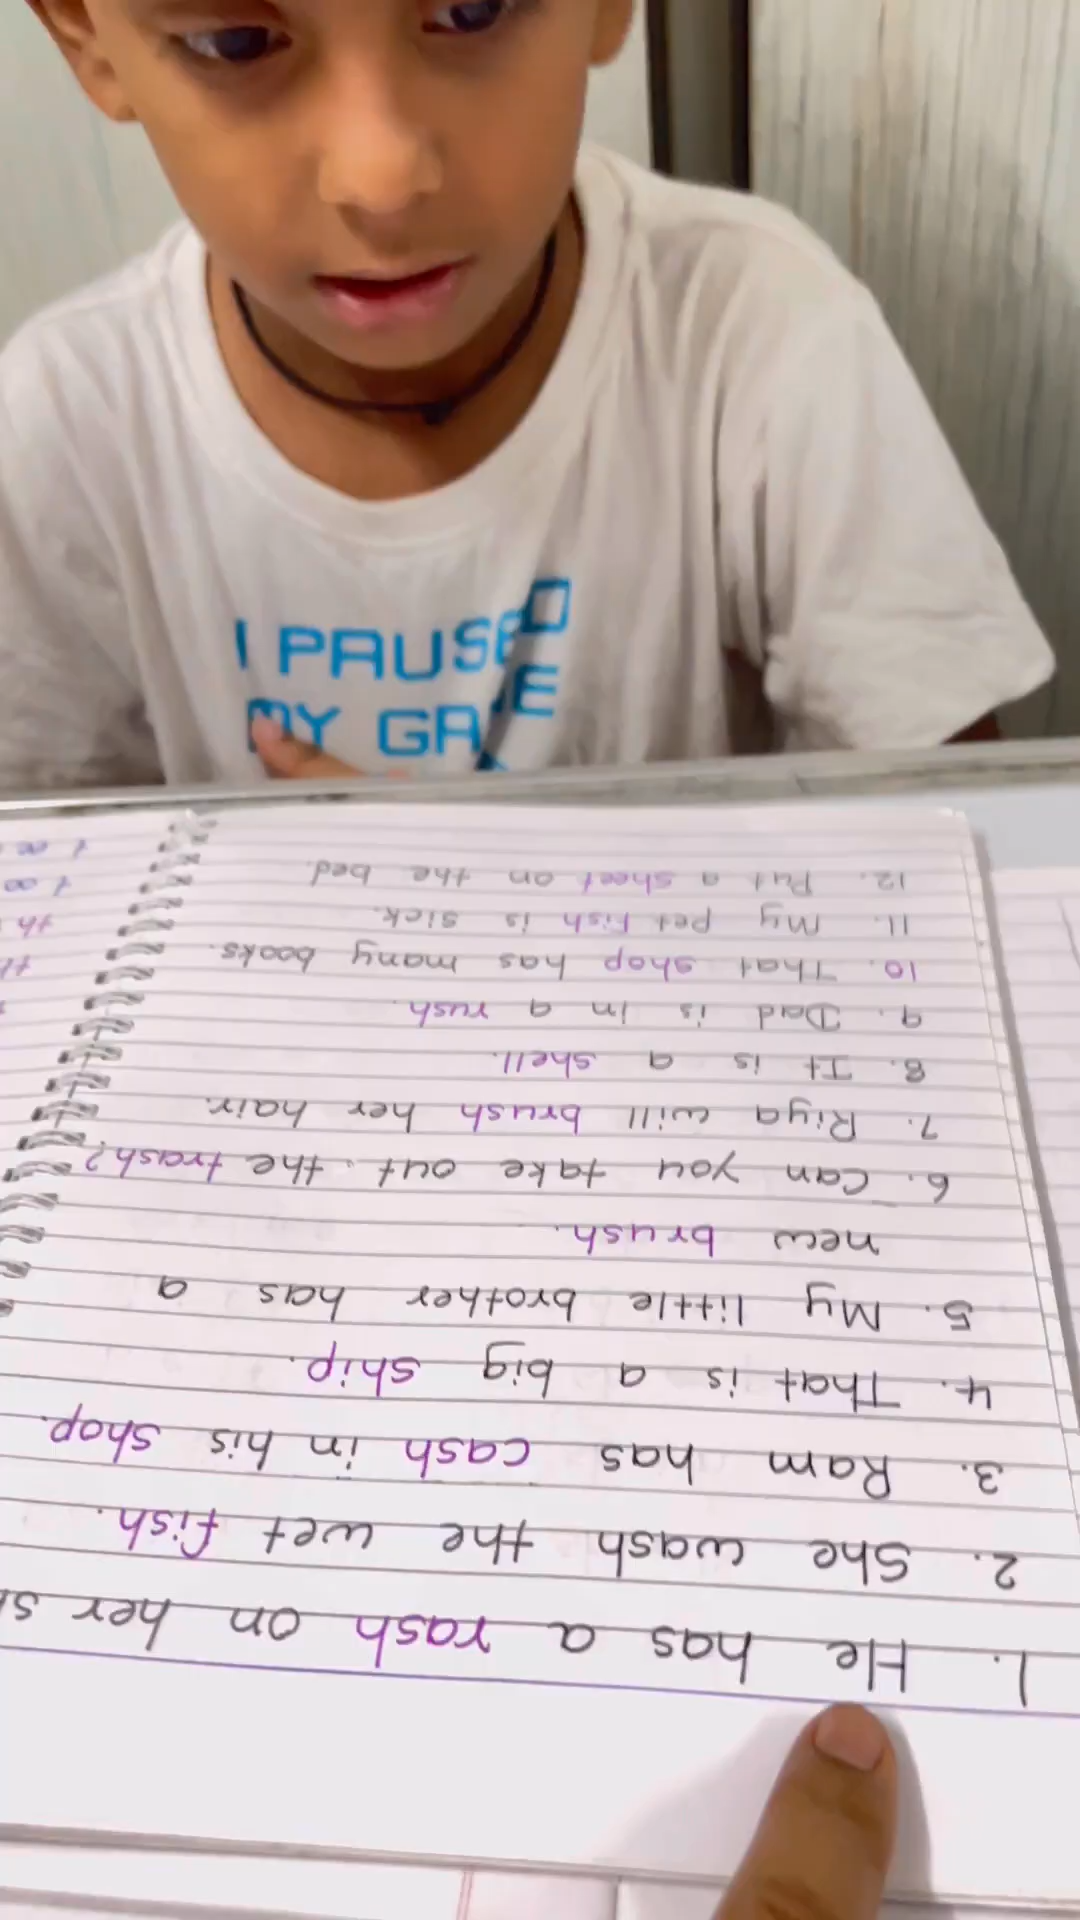 I PAUSED
MY GA E
12. Put a sheet on the bed.
11. My pet fish is sick.
10. That shop has many books.
9. Dad is in a rush.
8. It is a shell.
7. Riya will brush her hair.
6. Can you take out the trash?
5. My little brother has a
new brush.
4. That is a big ship.
3. Ram has cash in his shop.
2. She wash the wet fish.
1. He has a rash on her